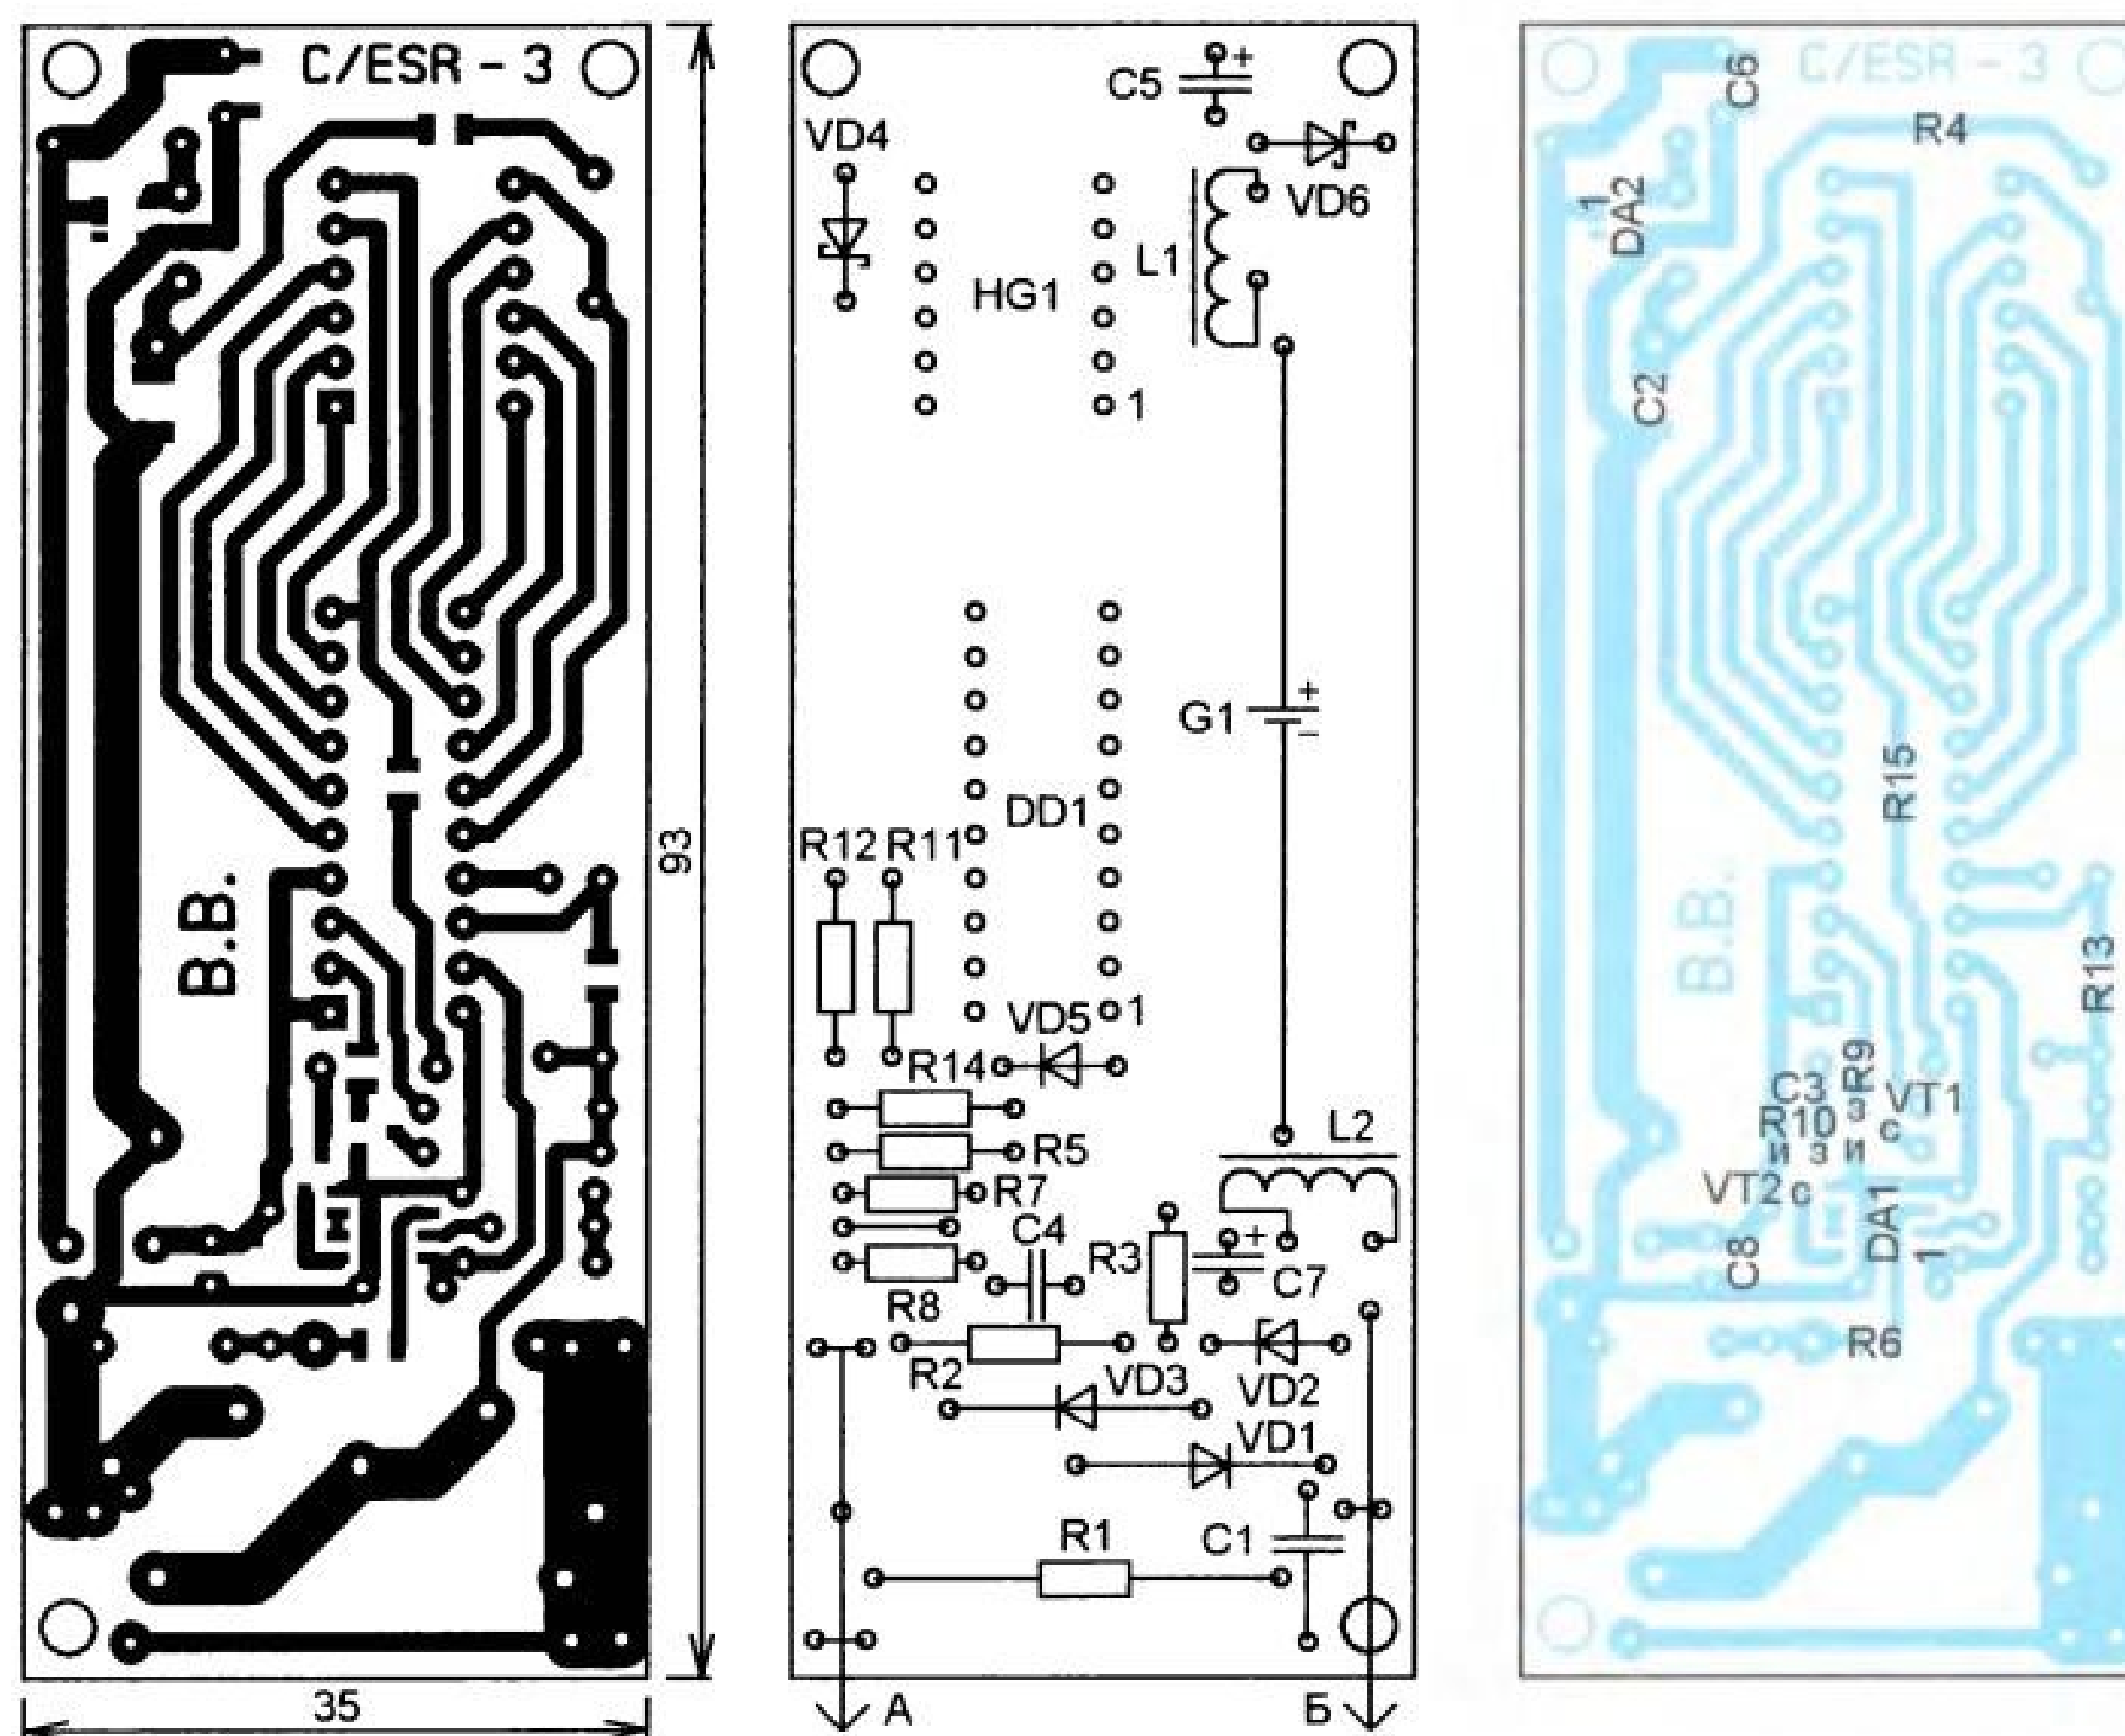 C/ESR - 3
B.B.
93
35
C5
+
VD4
VD6
L1
HG1
1
+
G1
−
DD1
R12 R11
VD5
1
R14
L2
R5
R7
C4
+
R3
C7
R8
R2
VD3
VD2
VD1
R1
C1
А
Б
C6
C/ESR - 3
R4
1
DA2
C2
R15
B.B.
R13
R9
C3
З
VT1
R10
с
и з и
VT2 с
DA1
C8
1
R6